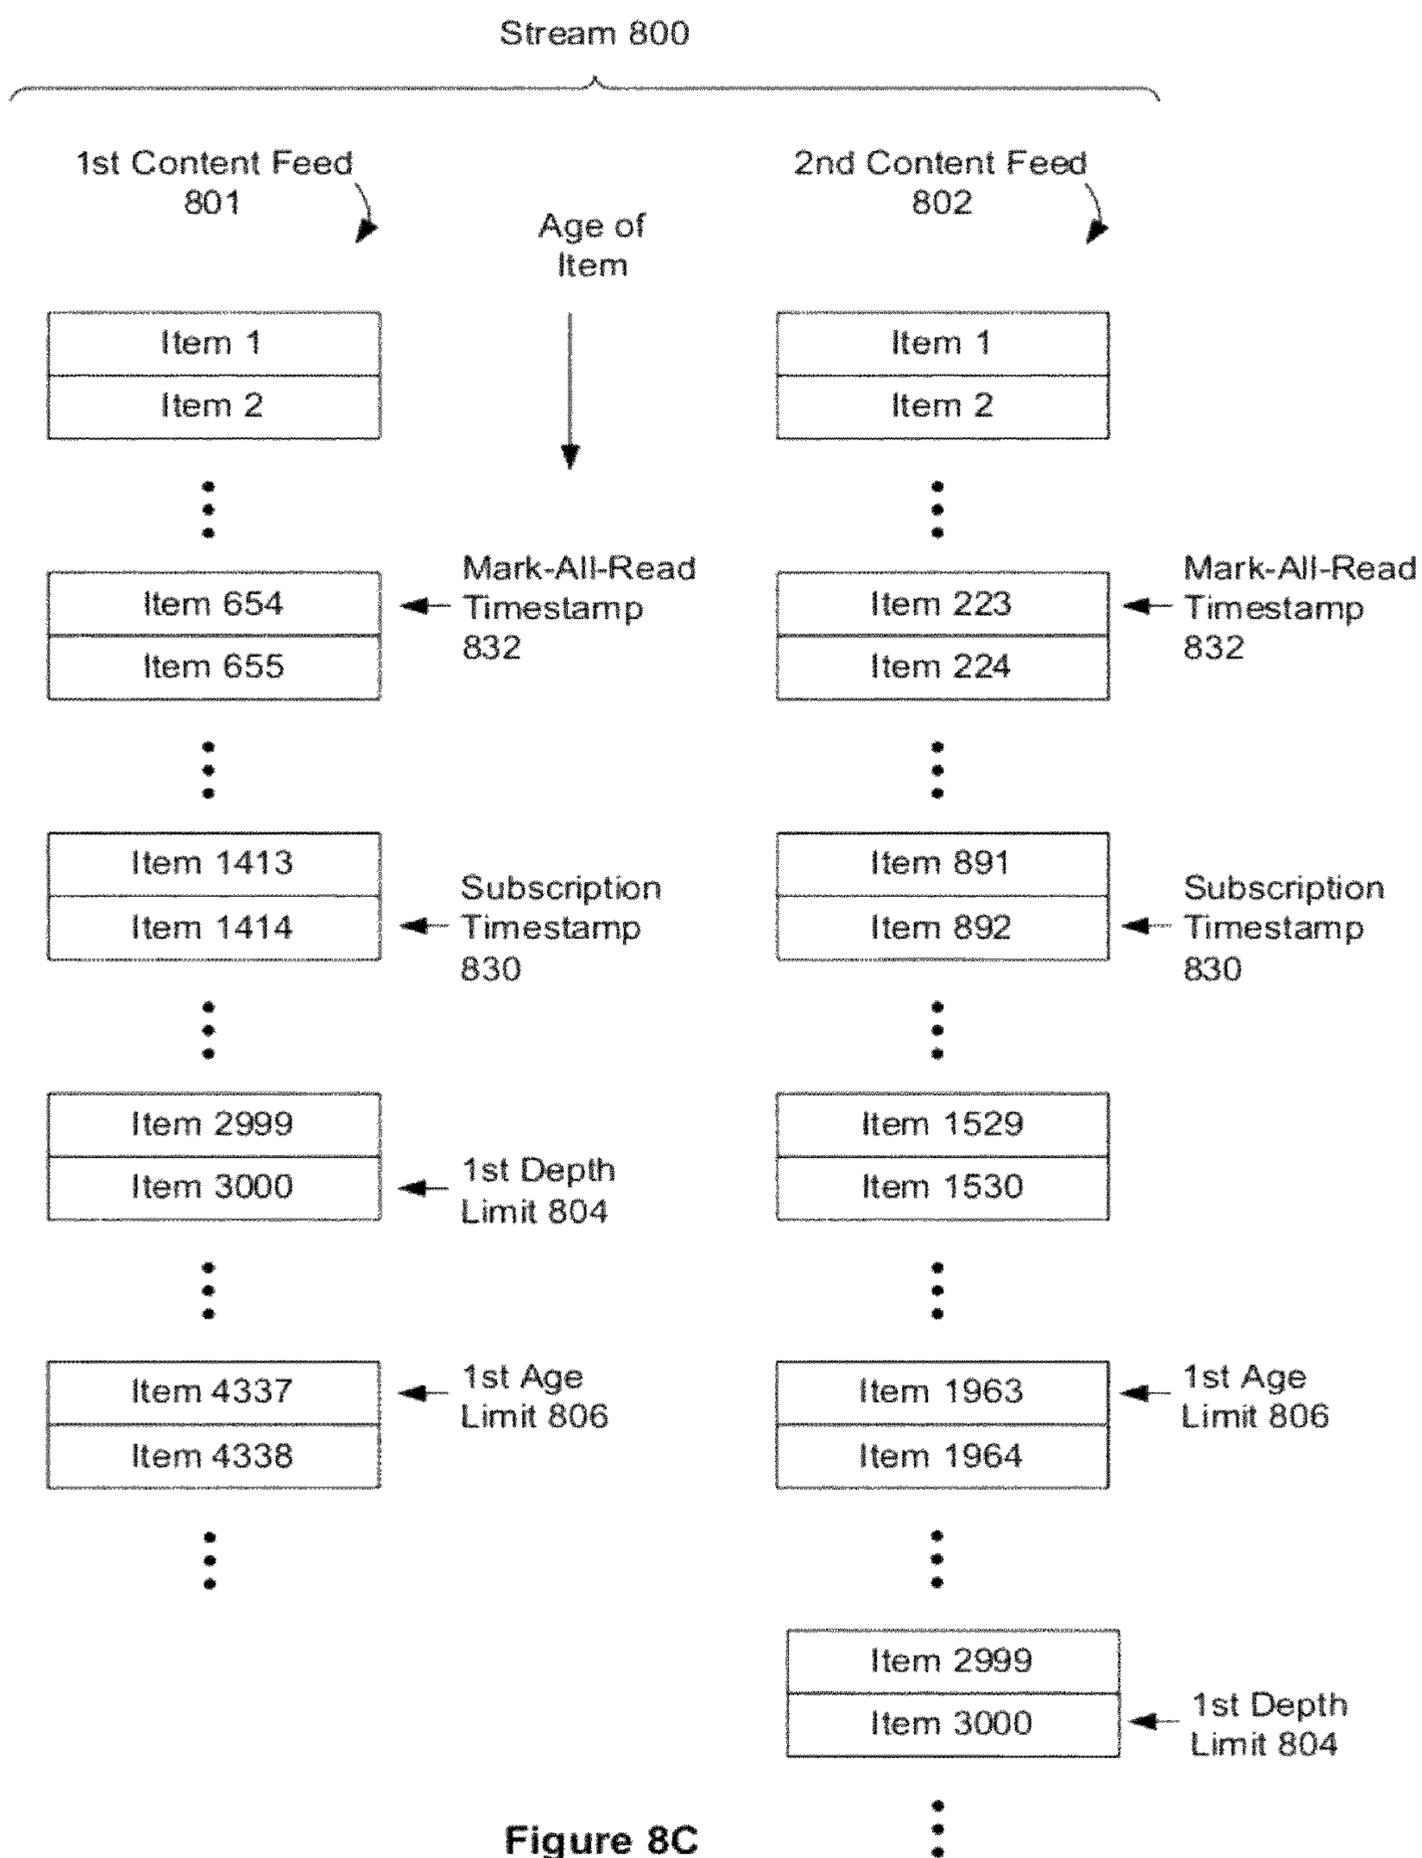 Stream 800
1st Content Feed
801
2nd Content Feed
802
Age of
Item
Item 1
Item 2
Item 1
Item 2
Item 654
Item 655
Mark-All-Read
Timestamp
832
Item 223
Item 224
Mark-All-Read
Timestamp
832
Item 1413
Item 1414
Subscription
Timestamp
830
Item 891
Item 892
Subscription
Timestamp
830
Item 2999
Item 3000
1st Depth
Limit 804
Item 1529
Item 1530
Item 4337
Item 4338
1st Age
Limit 806
Item 1963
Item 1964
1st Age
Limit 806
Item 2999
Item 3000
1st Depth
Limit 804
Figure 8C